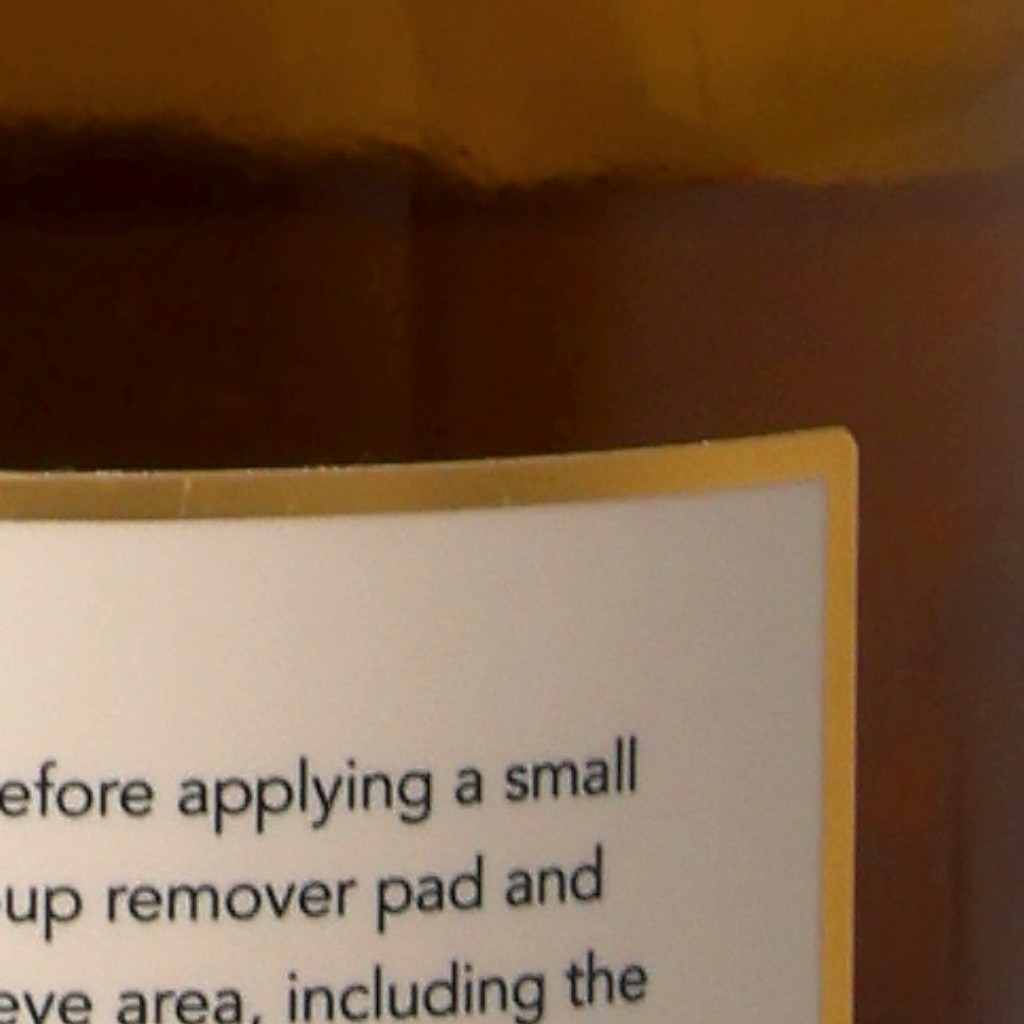 efore applying a small
-up remover pad and
eye area, including the